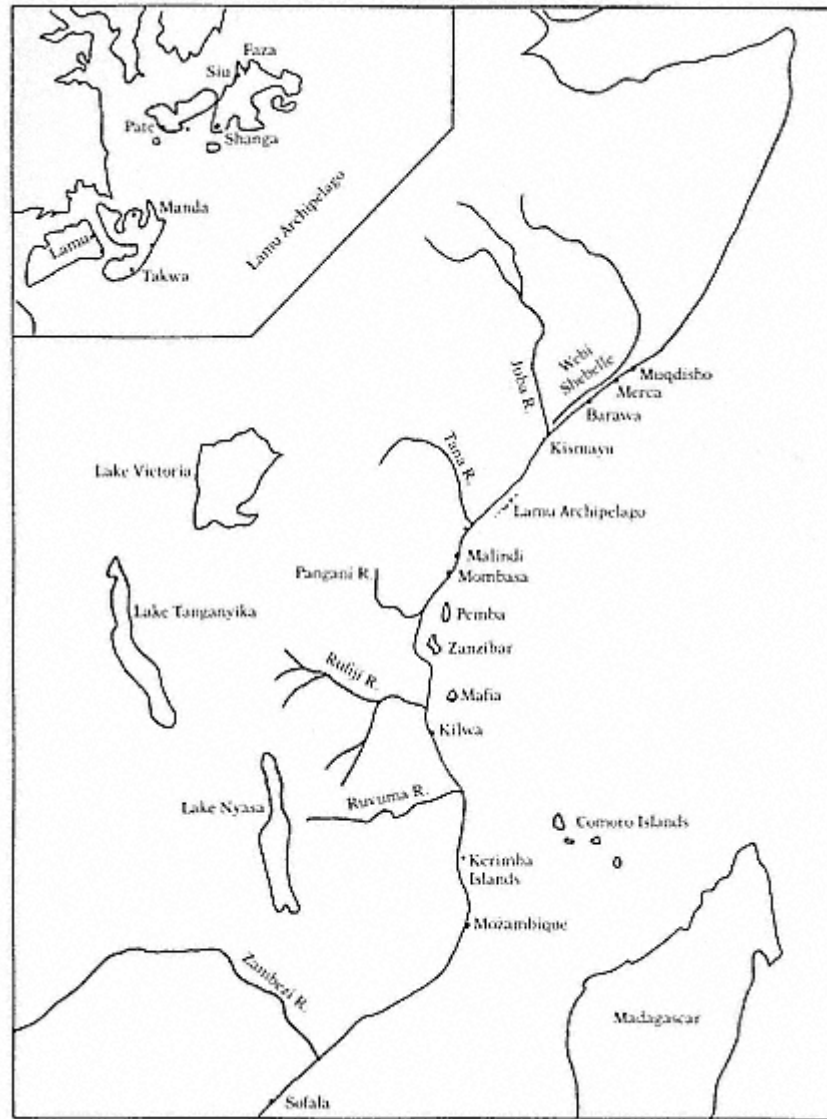 Faza
Siu
Pate
Shanga
Manda
Lamu
Takwa
Lamu Archipelago
Juba R.
Webi
Shebelle
Muqdisho
Merca
Barawa
Kismayu
Tana R.
Lake Victoria
Lamu Archipelago
Malindi
Pangani R.
Mombasa
Lake Tanganyika
Pemba
Zanzibar
Rufiji R.
Mafia
Kilwa
Lake Nyasa
Ruvuma R.
Comoro Islands
Kerimba
Islands
Mozambique
Zambezi R.
Madagascar
Sofala